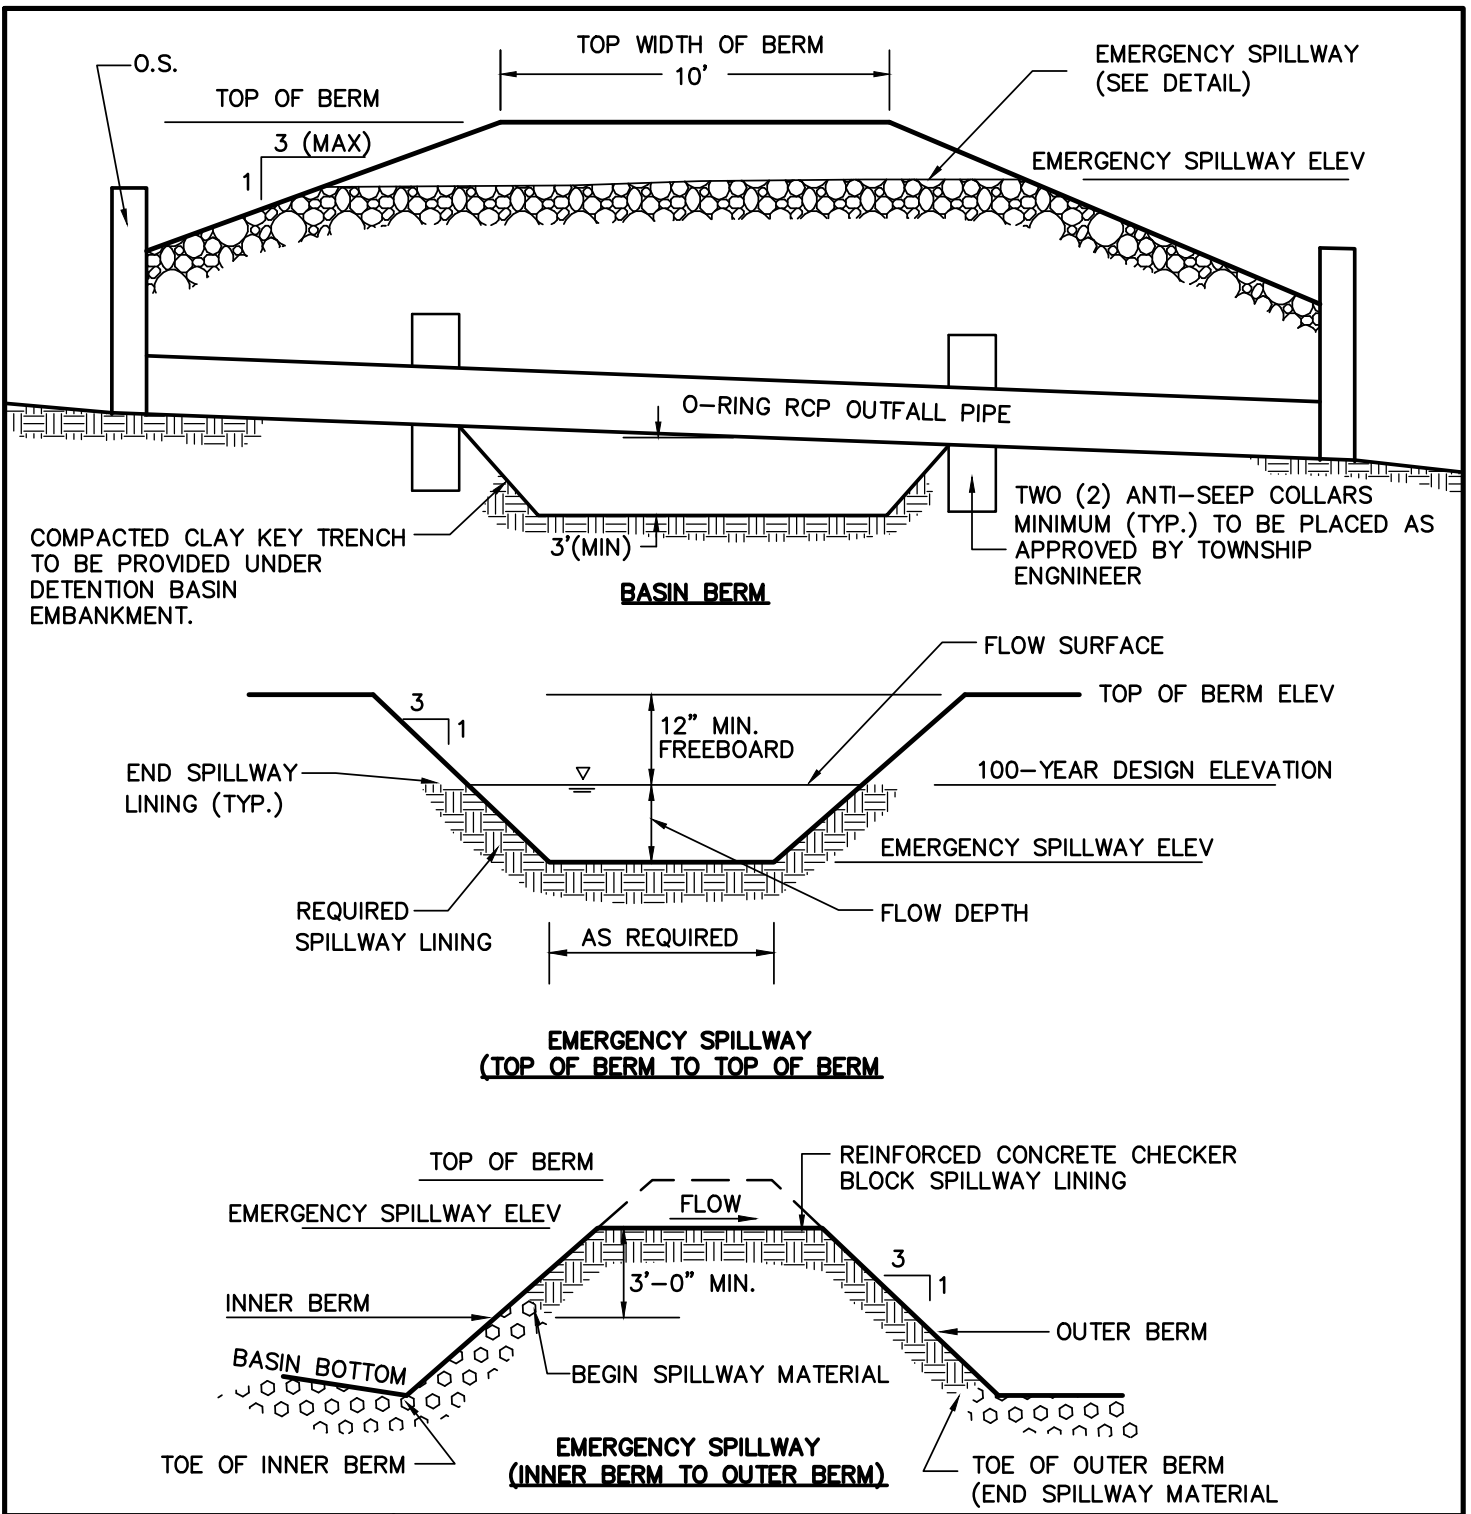 O.S.
TOP WIDTH OF BERM
10'
EMERGENCY SPILLWAY
(SEE DETAIL)
TOP OF BERM
3 (MAX)
1
EMERGENCY SPILLWAY ELEV
O-RING RCP OUTFALL PIPE
COMPACTED CLAY KEY TRENCH
TO BE PROVIDED UNDER
DETENTION BASIN
EMBANKMENT.
3'(MIN)
TWO (2) ANTI-SEEP COLLARS
MINIMUM (TYP.) TO BE PLACED AS
APPROVED BY TOWNSHIP
ENGNINEER
BASIN BERM
FLOW SURFACE
3
1
TOP OF BERM ELEV
12" MIN.
FREEBOARD
END SPILLWAY
LINING (TYP.)
100-YEAR DESIGN ELEVATION
EMERGENCY SPILLWAY ELEV
REQUIRED
SPILLWAY LINING
FLOW DEPTH
AS REQUIRED
EMERGENCY SPILLWAY
(TOP OF BERM TO TOP OF BERM
TOP OF BERM
REINFORCED CONCRETE CHECKER
BLOCK SPILLWAY LINING
EMERGENCY SPILLWAY ELEV
FLOW
3
1
3'-0" MIN.
INNER BERM
OUTER BERM
BASIN BOTTOM
BEGIN SPILLWAY MATERIAL
TOE OF INNER BERM
EMERGENCY SPILLWAY
(INNER BERM TO OUTER BERM)
TOE OF OUTER BERM
(END SPILLWAY MATERIAL